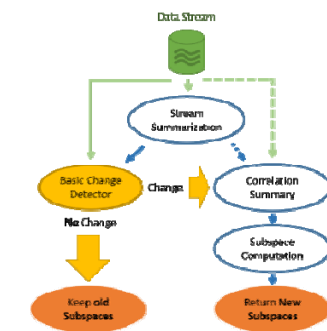 Data Stream
Stream
Summarization
Basic Change
Detector
Change
Correlation
Summary
No Change
Subspace
Computation
Keep old
Subspaces
Return New
Subspaces